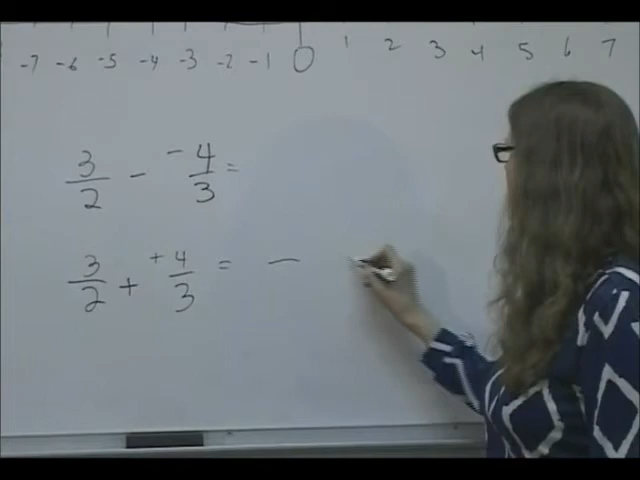 -7 -6 -5 -4 -3 -2 -1 0 1 2 3 4 5 6 7
3/2 - -4/3 =
3/2 + +4/3 = —